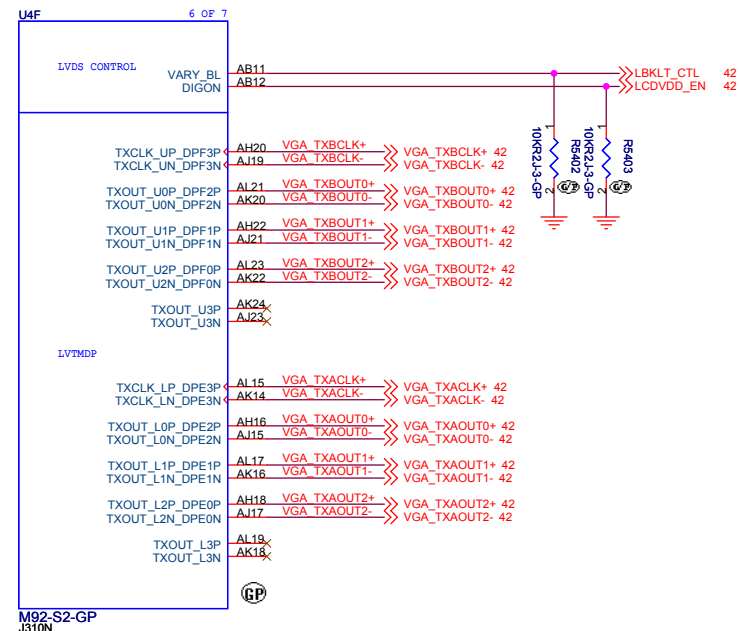 U4F 6 OF 7
LVDS CONTROL
VARY_BL AB11 LBKLT_CTL 42
DIGON AB12 LCDVDD_EN 42
1 1
10KR2J-3-GP R5402 10KR2J-3-GP R5403
2 2
TXCLK_UP_DPF3P AH20 VGA_TXBCLK+ VGA_TXBCLK+ 42
TXCLK_UN_DPF3N AJ19 VGA_TXBCLK- VGA_TXBCLK- 42
TXOUT_U0P_DPF2P AL21 VGA_TXBOUT0+ VGA_TXBOUT0+ 42
TXOUT_U0N_DPF2N AK20 VGA_TXBOUT0- VGA_TXBOUT0- 42
TXOUT_U1P_DPF1P AH22 VGA_TXBOUT1+ VGA_TXBOUT1+ 42
TXOUT_U1N_DPF1N AJ21 VGA_TXBOUT1- VGA_TXBOUT1- 42
TXOUT_U2P_DPF0P AL23 VGA_TXBOUT2+ VGA_TXBOUT2+ 42
TXOUT_U2N_DPF0N AK22 VGA_TXBOUT2- VGA_TXBOUT2- 42
TXOUT_U3P AK24
TXOUT_U3N AJ23
LVTMDP
TXCLK_LP_DPE3P AL15 VGA_TXACLK+ VGA_TXACLK+ 42
TXCLK_LN_DPE3N AK14 VGA_TXACLK- VGA_TXACLK- 42
TXOUT_L0P_DPE2P AH16 VGA_TXAOUT0+ VGA_TXAOUT0+ 42
TXOUT_L0N_DPE2N AJ15 VGA_TXAOUT0- VGA_TXAOUT0- 42
TXOUT_L1P_DPE1P AL17 VGA_TXAOUT1+ VGA_TXAOUT1+ 42
TXOUT_L1N_DPE1N AK16 VGA_TXAOUT1- VGA_TXAOUT1- 42
TXOUT_L2P_DPE0P AH18 VGA_TXAOUT2+ VGA_TXAOUT2+ 42
TXOUT_L2N_DPE0N AJ17 VGA_TXAOUT2- VGA_TXAOUT2- 42
TXOUT_L3P AL19
TXOUT_L3N AK18
GP
M92-S2-GP
J310N